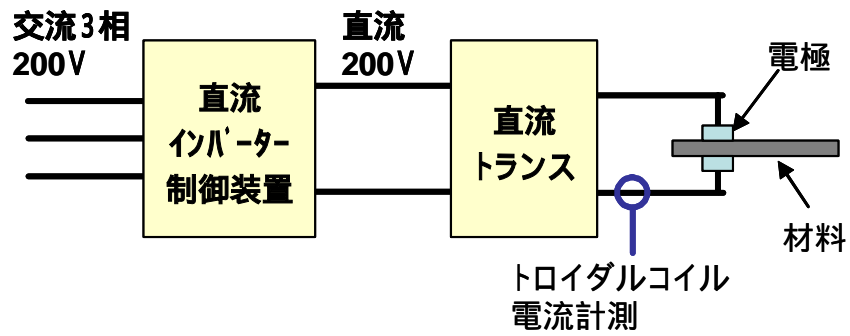 交流3相
200V
直流
インバーター
制御装置
直流
200V
直流
トランス
電極
材料
トロイダルコイル
電流計測